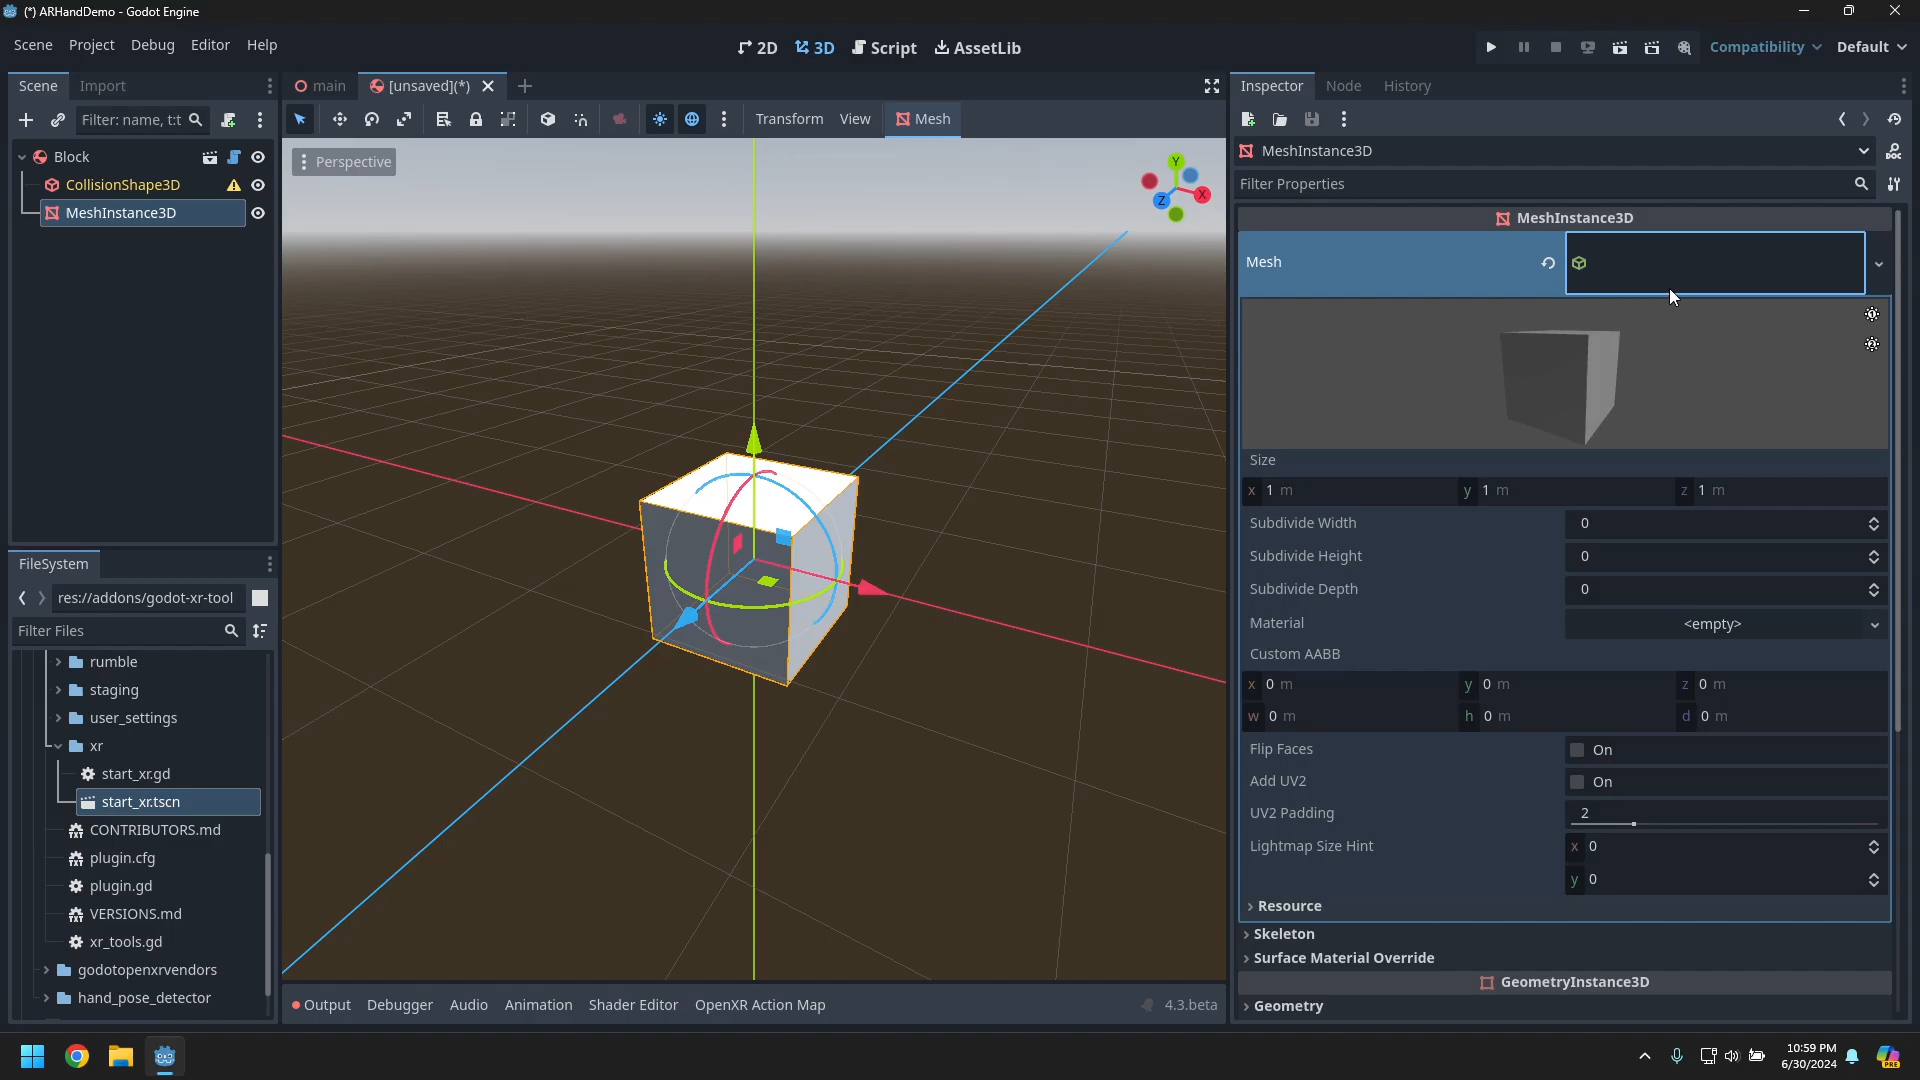 (*) ARHandDemo - Godot Engine
Scene Project Debug Editor Help
2D 3D Script AssetLib
Compatibility Default
Scene Import
main [unsaved](*)
Inspector Node History
Filter: name, t:t
Transform View Mesh
Block
CollisionShape3D
MeshInstance3D
Perspective
Y
X
Z
MeshInstance3D
DOC
Filter Properties
MeshInstance3D
Mesh
1
2
Size
x 1 m y 1 m z 1 m
Subdivide Width 0
Subdivide Height 0
Subdivide Depth 0
Material <empty>
Custom AABB
x 0 m y 0 m z 0 m
w 0 m h 0 m d 0 m
Flip Faces On
Add UV2 On
UV2 Padding 2
Lightmap Size Hint x 0
y 0
Resource
Skeleton
Surface Material Override
GeometryInstance3D
Geometry
FileSystem
res://addons/godot-xr-tool
Filter Files
rumble
staging
user_settings
xr
start_xr.gd
start_xr.tscn
CONTRIBUTORS.md
plugin.cfg
plugin.gd
VERSIONS.md
xr_tools.gd
godotopenxrvendors
hand_pose_detector
Output Debugger Audio Animation Shader Editor OpenXR Action Map 4.3.beta
10:59 PM
6/30/2024
PRE